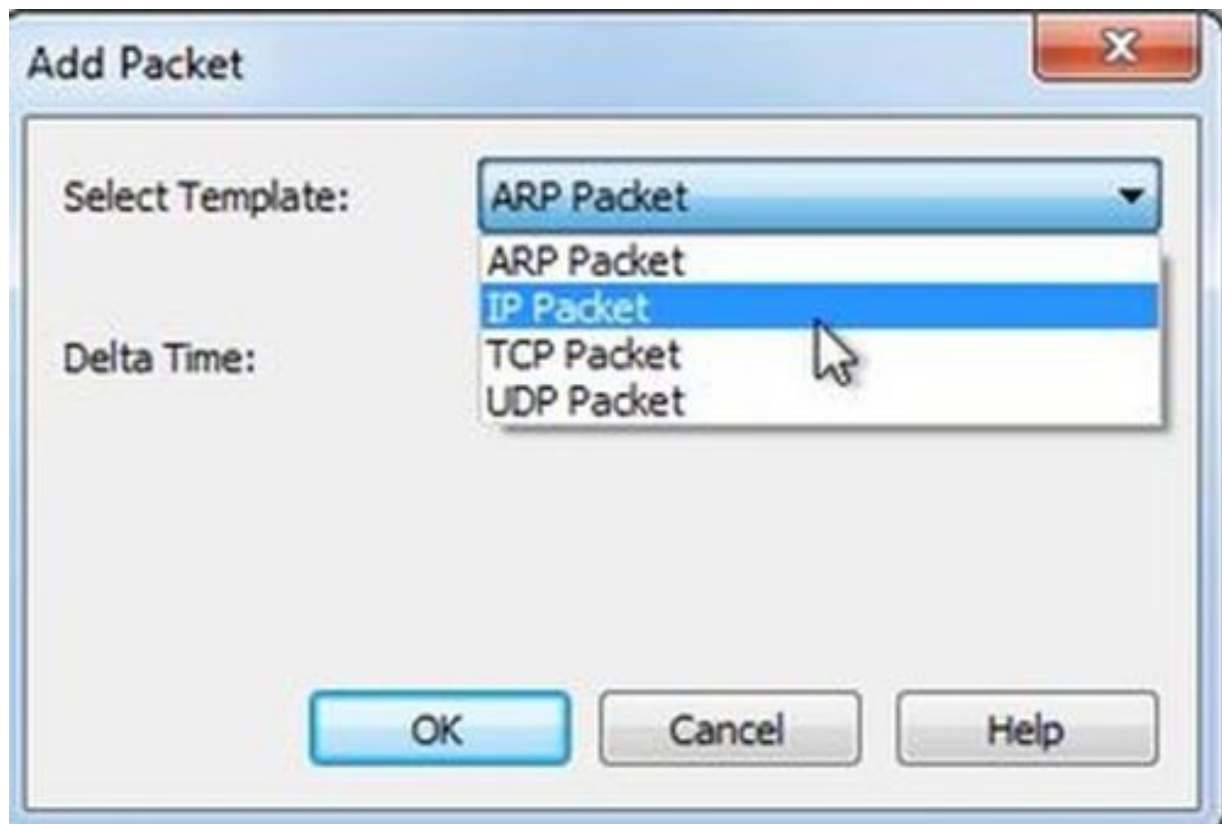 Add Packet
Select Template: ARP Packet
ARP Packet
IP Packet
Delta Time: TCP Packet
UDP Packet
OK Cancel Help